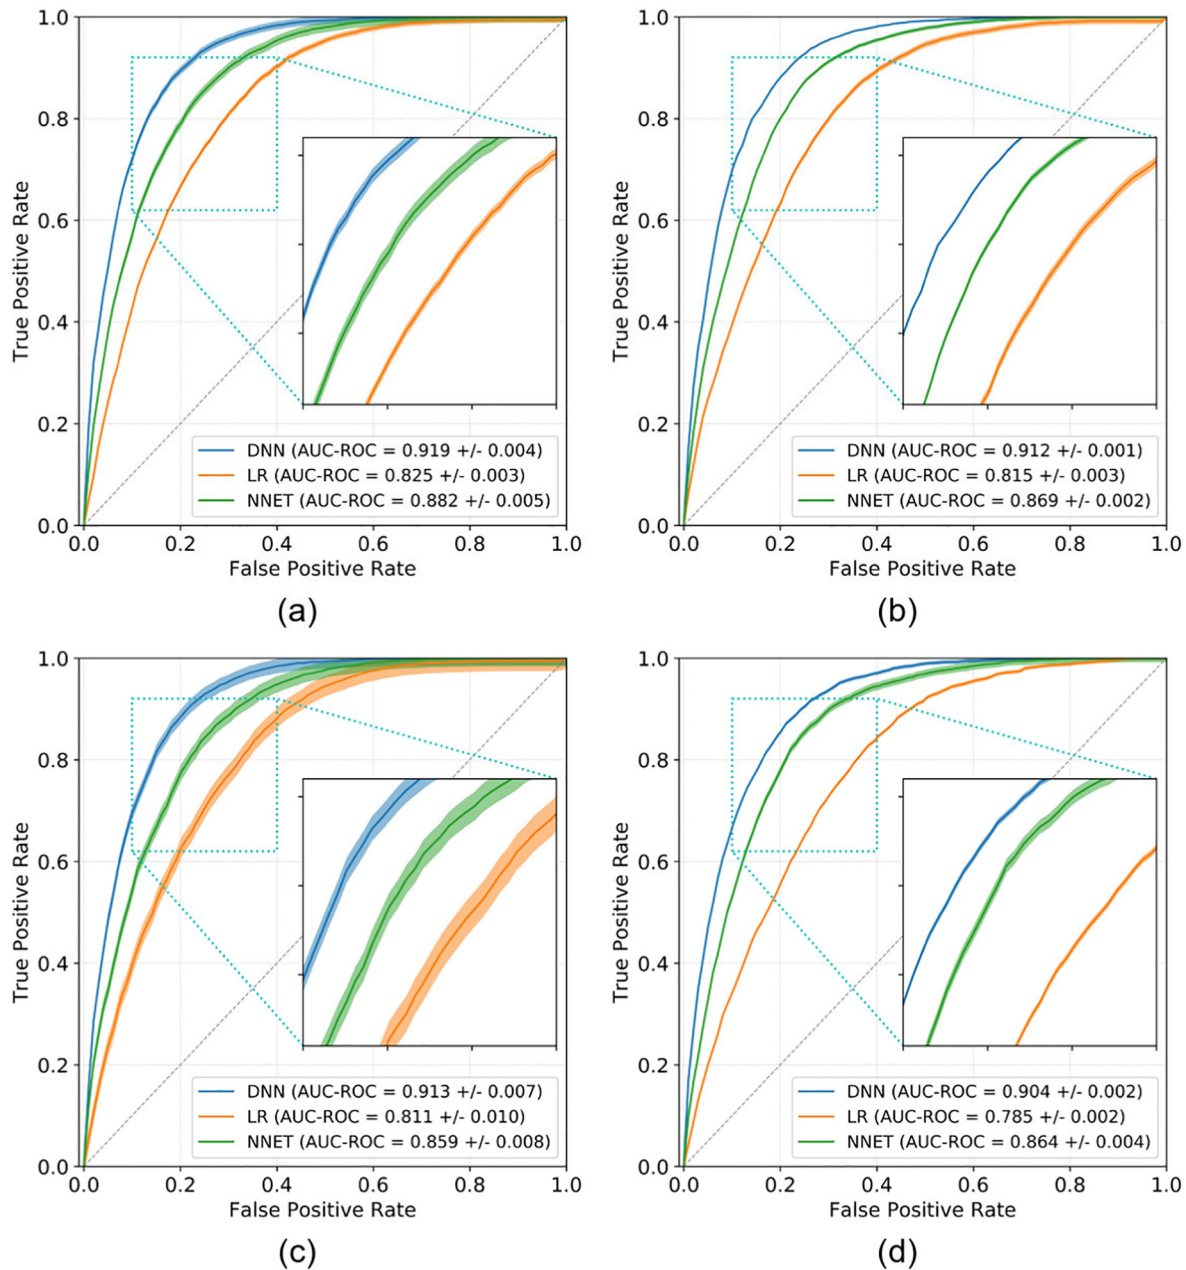 1.0
0.8
0.6
0.4
0.2
0.0
True Positive Rate
DNN (AUC-ROC = 0.919 +/- 0.004)
LR (AUC-ROC = 0.825 +/- 0.003)
NNET (AUC-ROC = 0.882 +/- 0.005)
0.0 0.2 0.4 0.6 0.8 1.0
False Positive Rate
(a)
1.0
0.8
0.6
0.4
0.2
0.0
True Positive Rate
DNN (AUC-ROC = 0.912 +/- 0.001)
LR (AUC-ROC = 0.815 +/- 0.003)
NNET (AUC-ROC = 0.869 +/- 0.002)
0.0 0.2 0.4 0.6 0.8 1.0
False Positive Rate
(b)
1.0
0.8
0.6
0.4
0.2
0.0
True Positive Rate
DNN (AUC-ROC = 0.913 +/- 0.007)
LR (AUC-ROC = 0.811 +/- 0.010)
NNET (AUC-ROC = 0.859 +/- 0.008)
0.0 0.2 0.4 0.6 0.8 1.0
False Positive Rate
(c)
1.0
0.8
0.6
0.4
0.2
0.0
True Positive Rate
DNN (AUC-ROC = 0.904 +/- 0.002)
LR (AUC-ROC = 0.785 +/- 0.002)
NNET (AUC-ROC = 0.864 +/- 0.004)
0.0 0.2 0.4 0.6 0.8 1.0
False Positive Rate
(d)